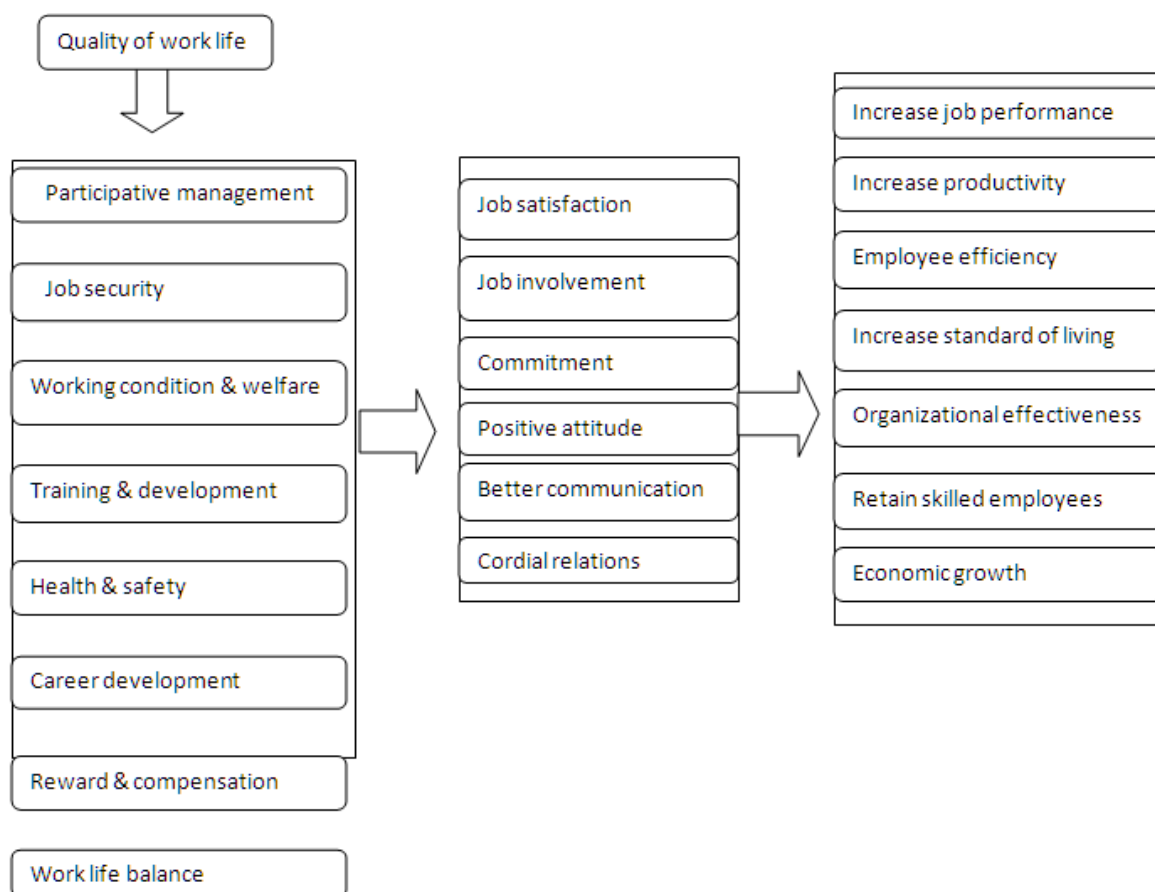 Quality of work life
Participative management
Job security
Working condition & welfare
Training & development
Health & safety
Career development
Reward & compensation
Work life balance
Job satisfaction
Job involvement
Commitment
Positive attitude
Better communication
Cordial relations
Increase job performance
Increase productivity
Employee efficiency
Increase standard of living
Organizational effectiveness
Retain skilled employees
Economic growth